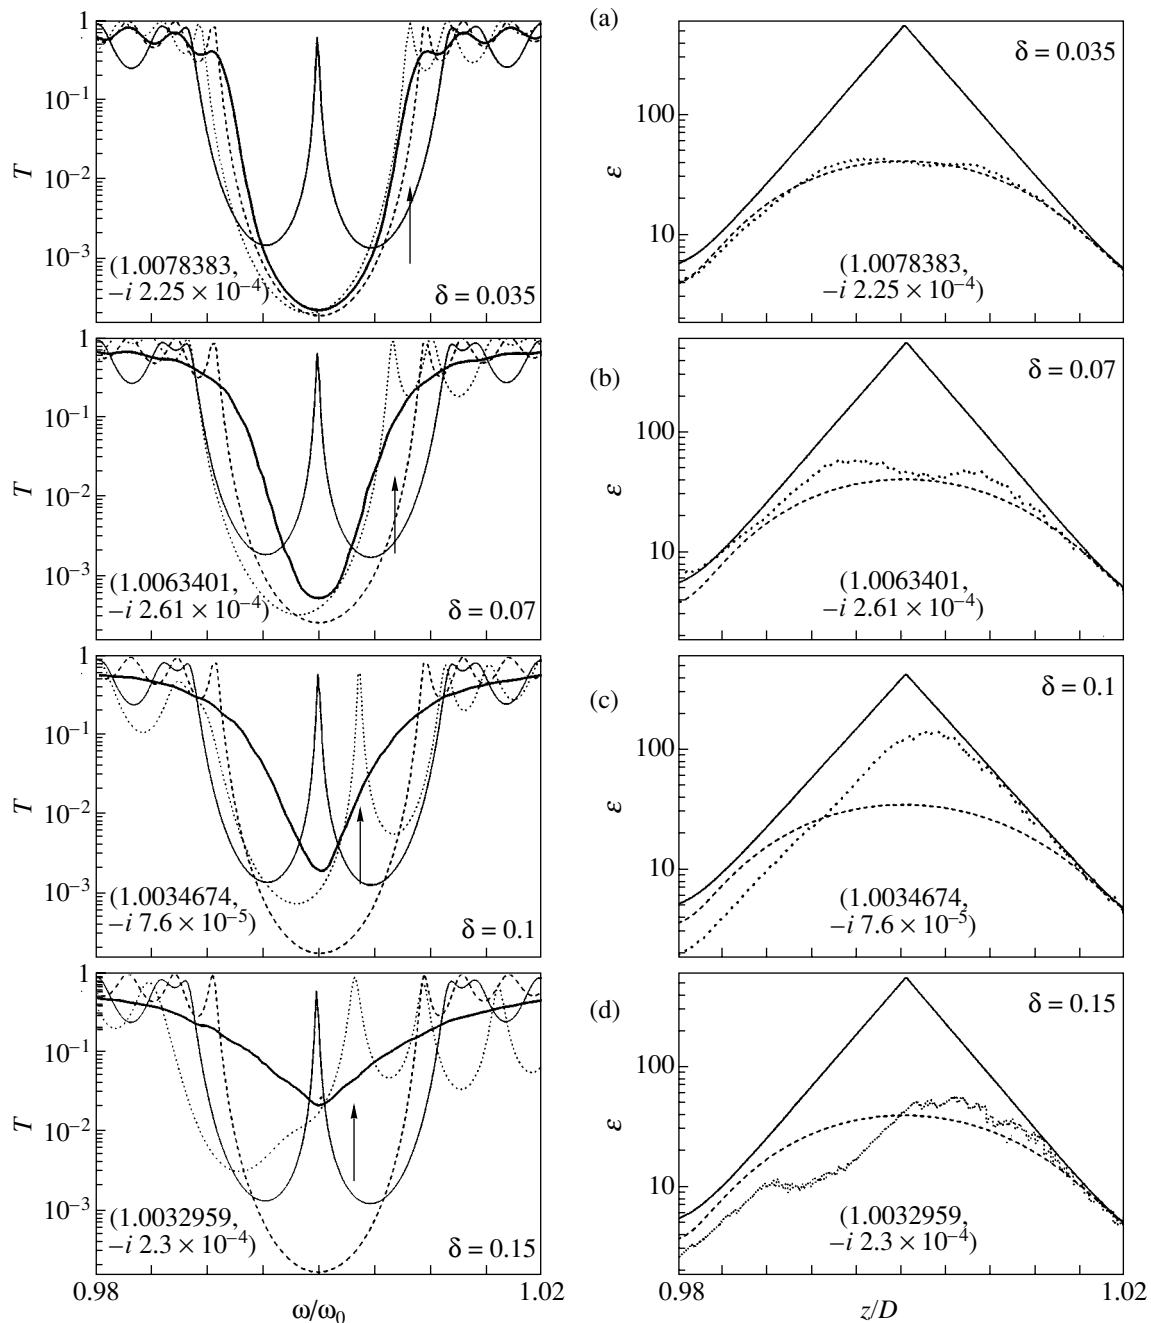 (a)
1
10⁻¹
10⁻²
10⁻³
T
(1.0078383,
–i 2.25 × 10⁻⁴)
δ = 0.035
100
10
ε
δ = 0.035
(1.0078383,
–i 2.25 × 10⁻⁴)
(b)
1
10⁻¹
10⁻²
10⁻³
T
(1.0063401,
–i 2.61 × 10⁻⁴)
δ = 0.07
100
10
ε
δ = 0.07
(1.0063401,
–i 2.61 × 10⁻⁴)
(c)
1
10⁻¹
10⁻²
10⁻³
T
(1.0034674,
–i 7.6 × 10⁻⁵)
δ = 0.1
100
10
ε
δ = 0.1
(1.0034674,
–i 7.6 × 10⁻⁵)
(d)
1
10⁻¹
10⁻²
10⁻³
T
(1.0032959,
–i 2.3 × 10⁻⁴)
δ = 0.15
0.98
1.02
ω/ω₀
100
10
ε
δ = 0.15
(1.0032959,
–i 2.3 × 10⁻⁴)
0.98
1.02
z/D